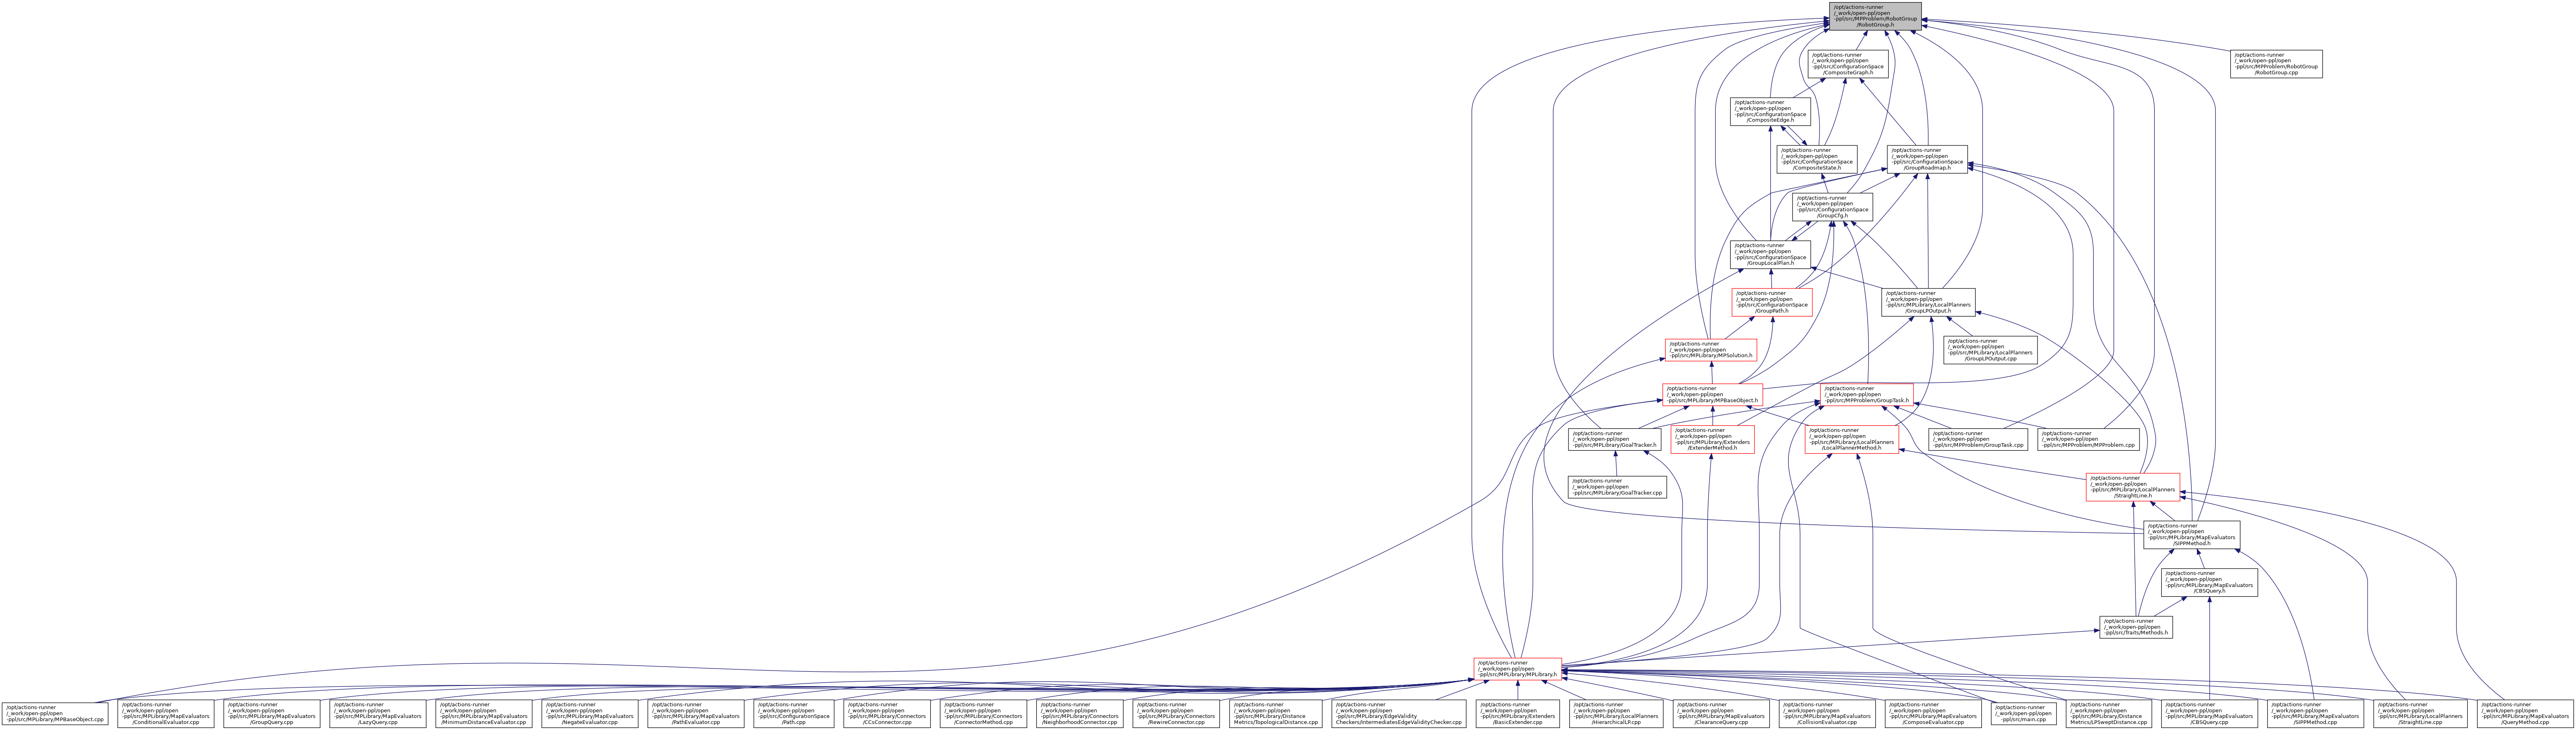 /opt/actions-runner
/_work/open-ppl/open
-ppl/src/MPProblem/RobotGroup
/RobotGroup.h
/opt/actions-runner
/_work/open-ppl/open
-ppl/src/ConfigurationSpace
/CompositeGraph.h
/opt/actions-runner
/_work/open-ppl/open
-ppl/src/MPProblem/RobotGroup
/RobotGroup.cpp
/opt/actions-runner
/_work/open-ppl/open
-ppl/src/ConfigurationSpace
/CompositeEdge.h
/opt/actions-runner
/_work/open-ppl/open
-ppl/src/ConfigurationSpace
/CompositeState.h
/opt/actions-runner
/_work/open-ppl/open
-ppl/src/ConfigurationSpace
/GroupRoadmap.h
/opt/actions-runner
/_work/open-ppl/open
-ppl/src/ConfigurationSpace
/GroupCfg.h
/opt/actions-runner
/_work/open-ppl/open
-ppl/src/ConfigurationSpace
/GroupLocalPlan.h
/opt/actions-runner
/_work/open-ppl/open
-ppl/src/ConfigurationSpace
/GroupPath.h
/opt/actions-runner
/_work/open-ppl/open
-ppl/src/MPLibrary/LocalPlanners
/GroupLPOutput.h
/opt/actions-runner
/_work/open-ppl/open
-ppl/src/MPLibrary/MPSolution.h
/opt/actions-runner
/_work/open-ppl/open
-ppl/src/MPLibrary/LocalPlanners
/GroupLPOutput.cpp
/opt/actions-runner
/_work/open-ppl/open
-ppl/src/MPLibrary/MPBaseObject.h
/opt/actions-runner
/_work/open-ppl/open
-ppl/src/MPProblem/GroupTask.h
/opt/actions-runner
/_work/open-ppl/open
-ppl/src/MPLibrary/GoalTracker.h
/opt/actions-runner
/_work/open-ppl/open
-ppl/src/MPLibrary/Extenders
/ExtenderMethod.h
/opt/actions-runner
/_work/open-ppl/open
-ppl/src/MPLibrary/LocalPlanners
/LocalPlannerMethod.h
/opt/actions-runner
/_work/open-ppl/open
-ppl/src/MPProblem/GroupTask.cpp
/opt/actions-runner
/_work/open-ppl/open
-ppl/src/MPProblem/MPProblem.cpp
/opt/actions-runner
/_work/open-ppl/open
-ppl/src/MPLibrary/GoalTracker.cpp
/opt/actions-runner
/_work/open-ppl/open
-ppl/src/MPLibrary/LocalPlanners
/StraightLine.h
/opt/actions-runner
/_work/open-ppl/open
-ppl/src/MPLibrary/MapEvaluators
/SIPPMethod.h
/opt/actions-runner
/_work/open-ppl/open
-ppl/src/MPLibrary/MapEvaluators
/CBSQuery.h
/opt/actions-runner
/_work/open-ppl/open
-ppl/src/Traits/Methods.h
/opt/actions-runner
/_work/open-ppl/open
-ppl/src/MPLibrary/MPLibrary.h
/opt/actions-runner
/_work/open-ppl/open
-ppl/src/MPLibrary/MPBaseObject.cpp
/opt/actions-runner
/_work/open-ppl/open
-ppl/src/MPLibrary/MapEvaluators
/ConditionalEvaluator.cpp
/opt/actions-runner
/_work/open-ppl/open
-ppl/src/MPLibrary/MapEvaluators
/GroupQuery.cpp
/opt/actions-runner
/_work/open-ppl/open
-ppl/src/MPLibrary/MapEvaluators
/LazyQuery.cpp
/opt/actions-runner
/_work/open-ppl/open
-ppl/src/MPLibrary/MapEvaluators
/MinimumDistanceEvaluator.cpp
/opt/actions-runner
/_work/open-ppl/open
-ppl/src/MPLibrary/MapEvaluators
/NegateEvaluator.cpp
/opt/actions-runner
/_work/open-ppl/open
-ppl/src/MPLibrary/MapEvaluators
/PathEvaluator.cpp
/opt/actions-runner
/_work/open-ppl/open
-ppl/src/ConfigurationSpace
/Path.cpp
/opt/actions-runner
/_work/open-ppl/open
-ppl/src/MPLibrary/Connectors
/CCsConnector.cpp
/opt/actions-runner
/_work/open-ppl/open
-ppl/src/MPLibrary/Connectors
/ConnectorMethod.cpp
/opt/actions-runner
/_work/open-ppl/open
-ppl/src/MPLibrary/Connectors
/NeighborhoodConnector.cpp
/opt/actions-runner
/_work/open-ppl/open
-ppl/src/MPLibrary/Connectors
/RewireConnector.cpp
/opt/actions-runner
/_work/open-ppl/open
-ppl/src/MPLibrary/Distance
Metrics/TopologicalDistance.cpp
/opt/actions-runner
/_work/open-ppl/open
-ppl/src/MPLibrary/EdgeValidity
Checkers/IntermediatesEdgeValidityChecker.cpp
/opt/actions-runner
/_work/open-ppl/open
-ppl/src/MPLibrary/Extenders
/BasicExtender.cpp
/opt/actions-runner
/_work/open-ppl/open
-ppl/src/MPLibrary/LocalPlanners
/HierarchicalLP.cpp
/opt/actions-runner
/_work/open-ppl/open
-ppl/src/MPLibrary/MapEvaluators
/ClearanceQuery.cpp
/opt/actions-runner
/_work/open-ppl/open
-ppl/src/MPLibrary/MapEvaluators
/CollisionEvaluator.cpp
/opt/actions-runner
/_work/open-ppl/open
-ppl/src/MPLibrary/MapEvaluators
/ComposeEvaluator.cpp
/opt/actions-runner
/_work/open-ppl/open
-ppl/src/main.cpp
/opt/actions-runner
/_work/open-ppl/open
-ppl/src/MPLibrary/Distance
Metrics/LPSweptDistance.cpp
/opt/actions-runner
/_work/open-ppl/open
-ppl/src/MPLibrary/MapEvaluators
/CBSQuery.cpp
/opt/actions-runner
/_work/open-ppl/open
-ppl/src/MPLibrary/MapEvaluators
/SIPPMethod.cpp
/opt/actions-runner
/_work/open-ppl/open
-ppl/src/MPLibrary/LocalPlanners
/StraightLine.cpp
/opt/actions-runner
/_work/open-ppl/open
-ppl/src/MPLibrary/MapEvaluators
/QueryMethod.cpp